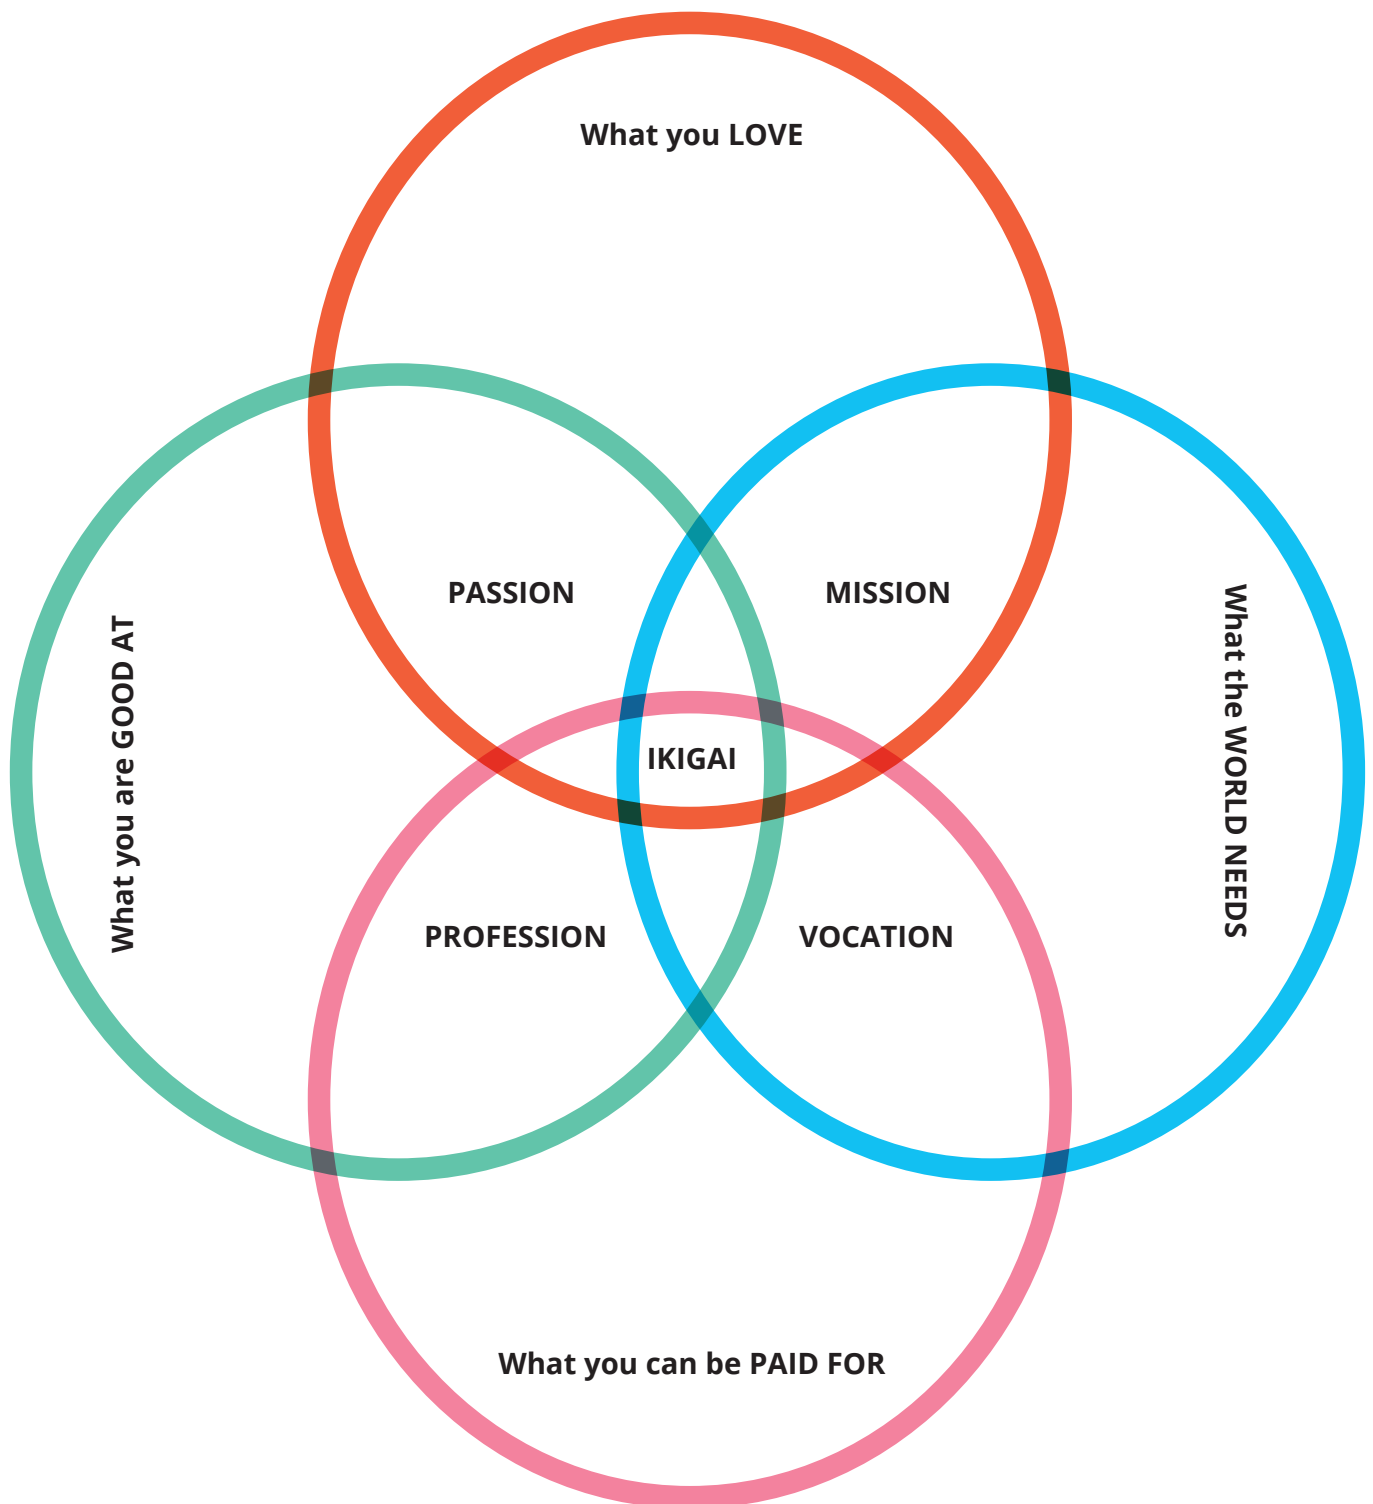 What you LOVE
PASSION
MISSION
What you are GOOD AT
What the WORLD NEEDS
IKIGAI
PROFESSION
VOCATION
What you can be PAID FOR